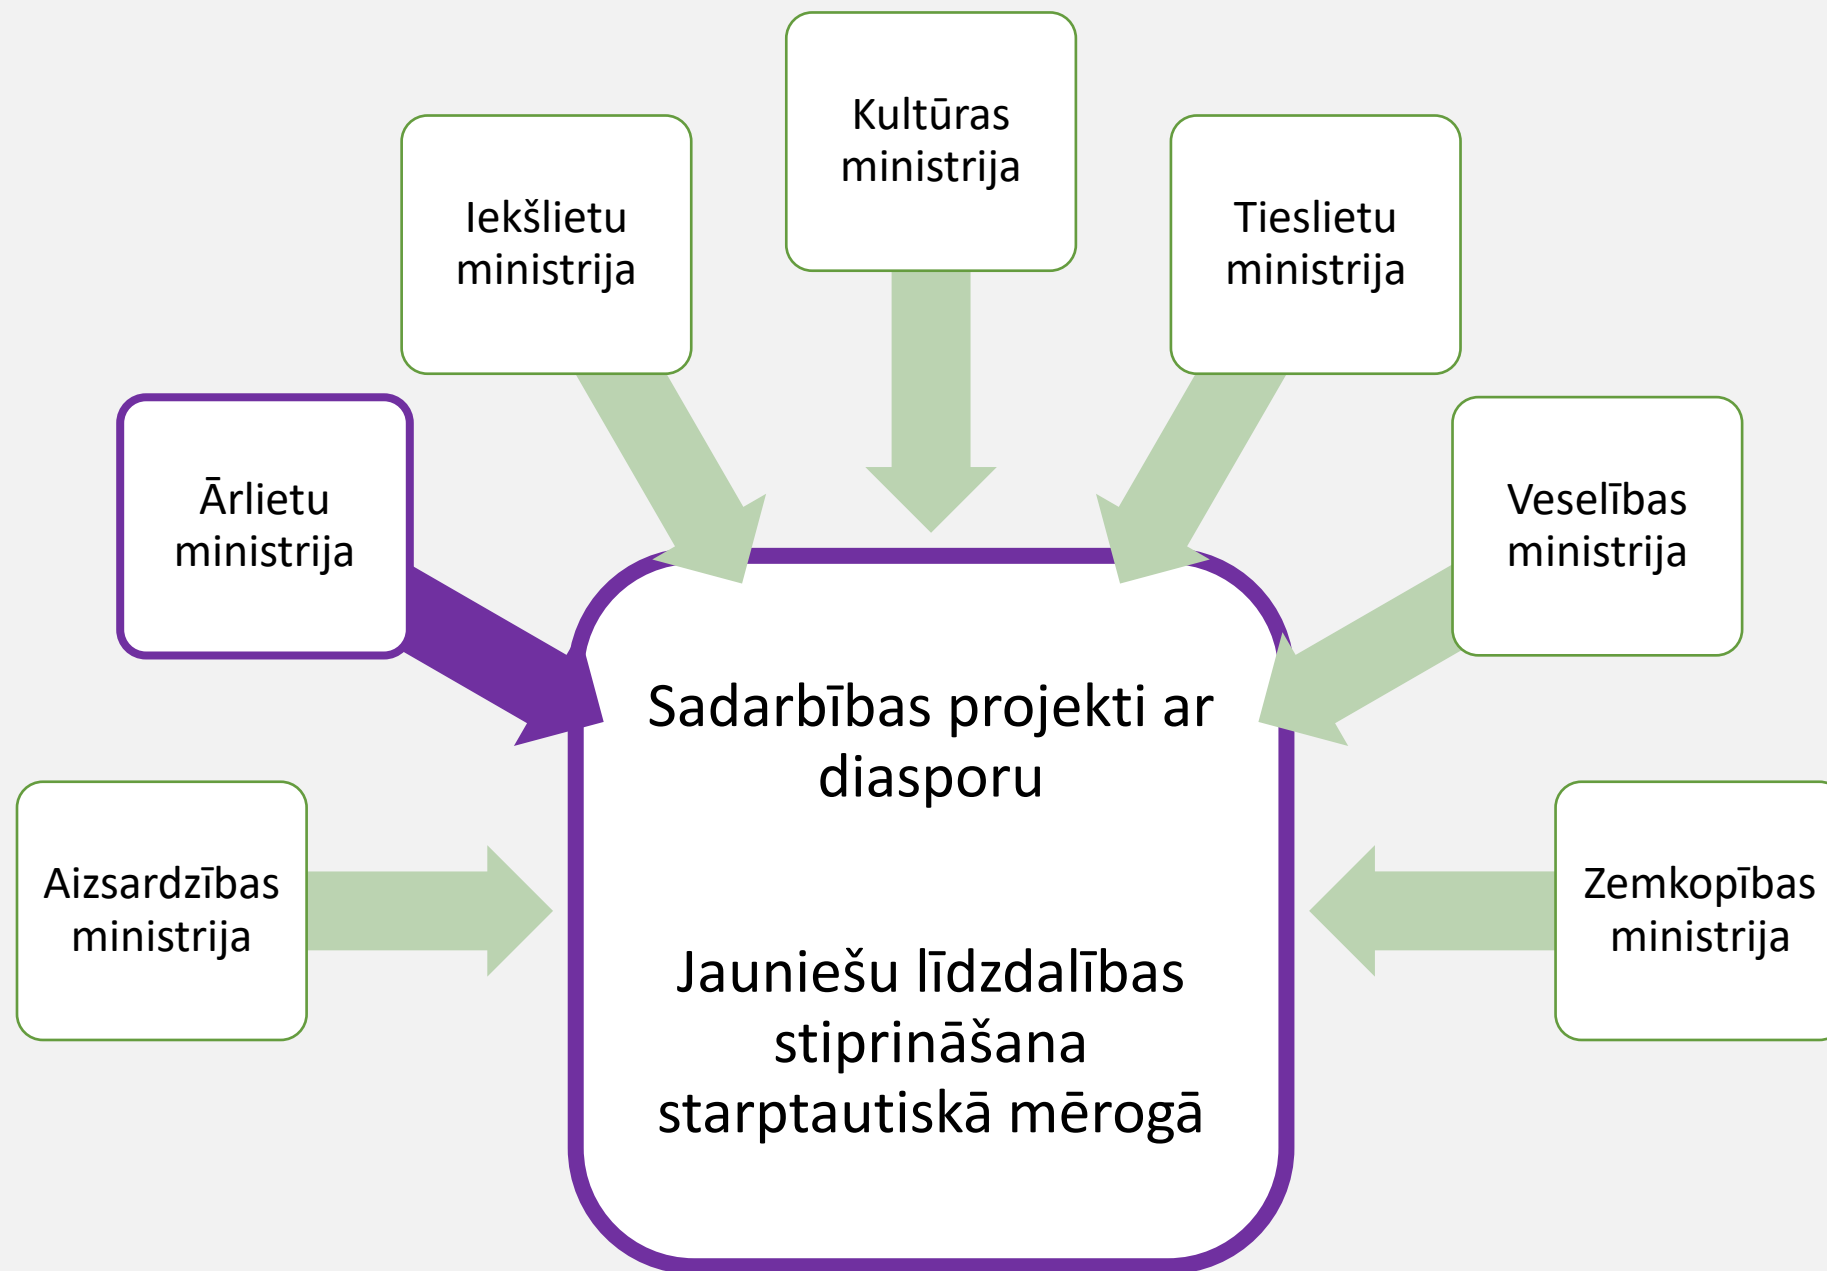 Kultūras
ministrija
Iekšlietu
ministrija
Tieslietu
ministrija
Ārlietu
ministrija
Veselības
ministrija
Sadarbības projekti ar
diasporu
Aizsardzības
ministrija
Zemkopības
ministrija
Jauniešu līdzdalības
stiprināšana
starptautiskā mērogā